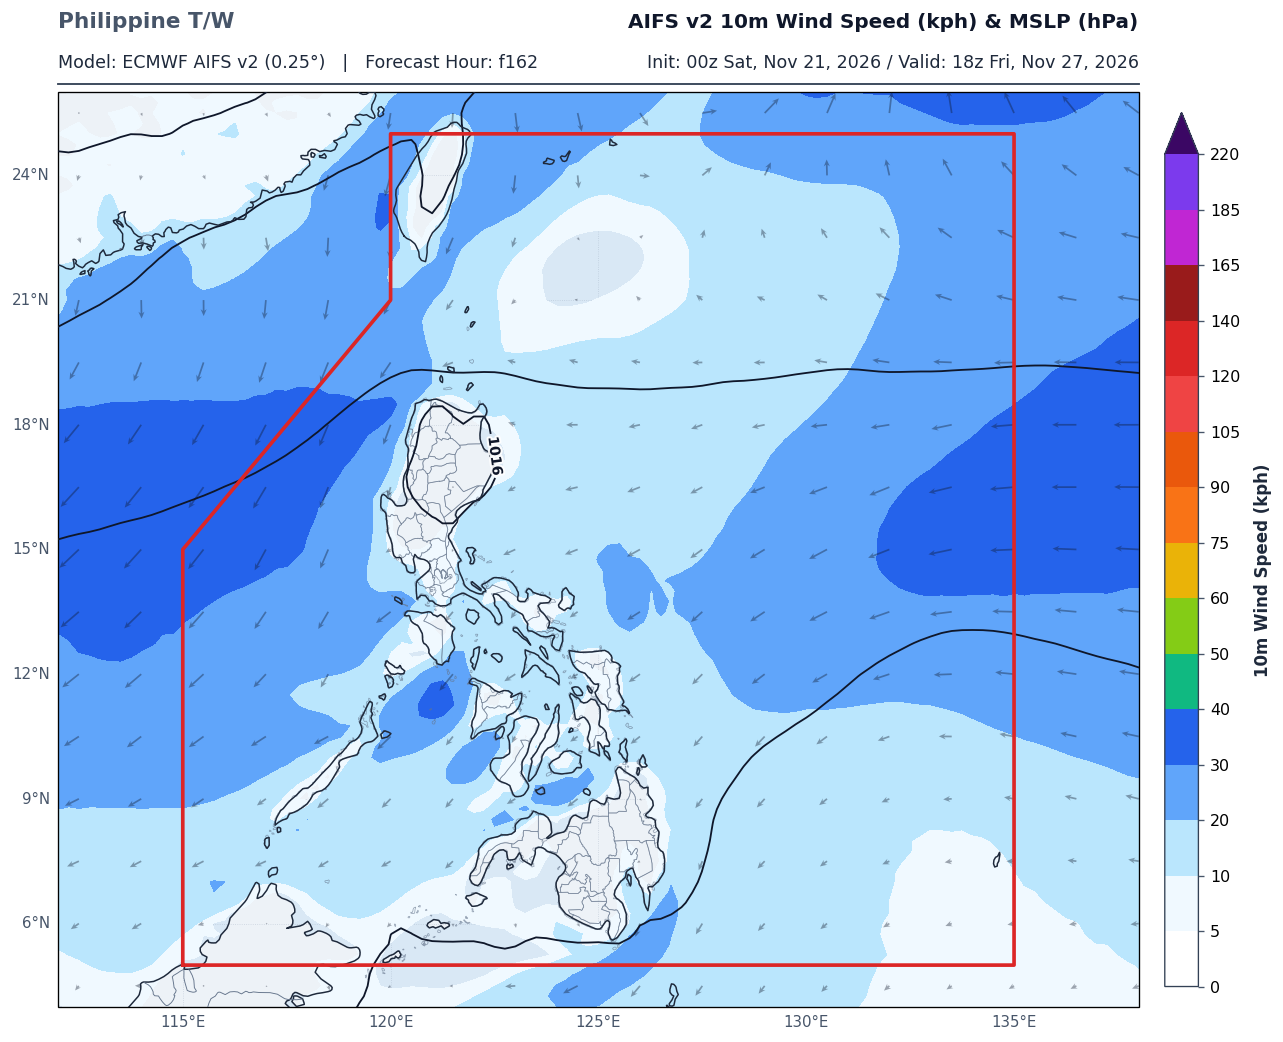 Philippine T/W
AIFS v2 10m Wind Speed (kph) & MSLP (hPa)
Model: ECMWF AIFS v2 (0.25°) | Forecast Hour: f162
Init: 00z Sat, Nov 21, 2026 / Valid: 18z Fri, Nov 27, 2026
24°N
21°N
18°N
15°N
12°N
9°N
6°N
1016
115°E
120°E
125°E
130°E
135°E
220
185
165
140
120
105
90
75
60
50
40
30
20
10
5
0
10m Wind Speed (kph)